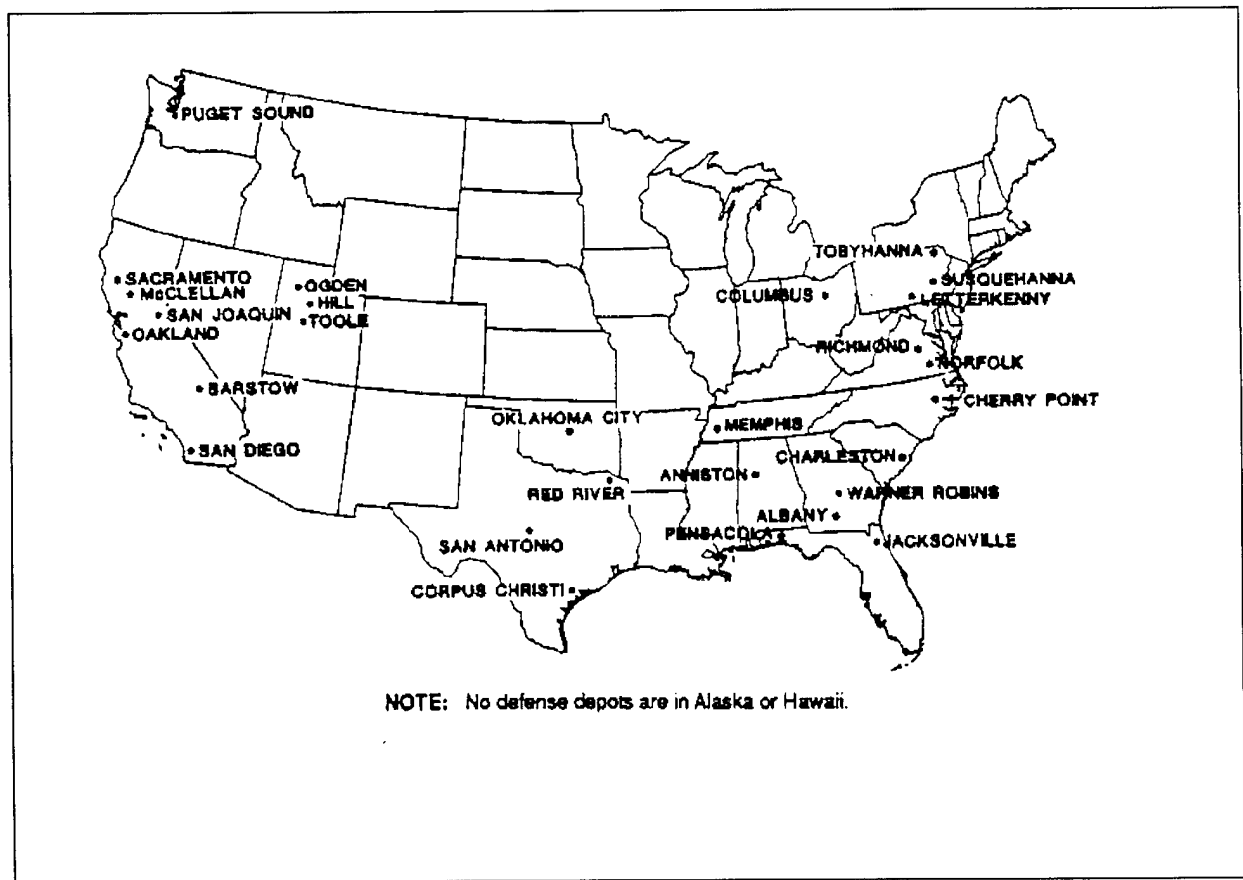 PUGET SOUND
TOBYHANNA
SACRAMENTO
McCLELLAN
SAN JOAQUIN
OAKLAND
OGDEN
HILL
TOOLE
COLUMBUS
SUSQUEHANNA
LETTERKENNY
RICHMOND
NORFOLK
BARSTOW
CHERRY POINT
OKLAHOMA CITY
MEMPHIS
SAN DIEGO
CHARLESTON
ANNISTON
RED RIVER
WARNER ROBINS
ALBANY
PENSACOLA
JACKSONVILLE
SAN ANTONIO
CORPUS CHRISTI
NOTE: No defense depots are in Alaska or Hawaii.